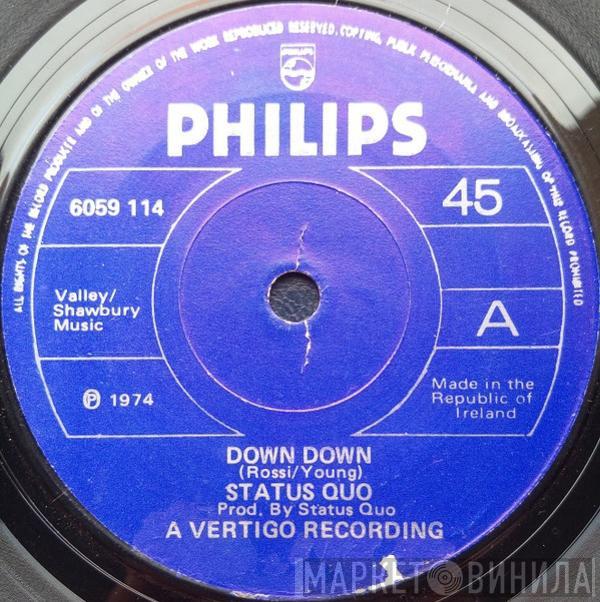 ALL RIGHTS OF THE RECORD PRODUCER AND OF THE OWNER OF THE WORK REPRODUCED RESERVED. COPYING, PUBLIC PERFORMANCE AND BROADCASTING OF THIS RECORD PROHIBITED
PHILIPS
PHILIPS
6059 114
45
Valley/
Shawbury
Music
A
℗ 1974
Made in the
Republic of
Ireland
DOWN DOWN
(Rossi/Young)
STATUS QUO
Prod. By Status Quo
A VERTIGO RECORDING
МАРКЕТ ВИНИЛА